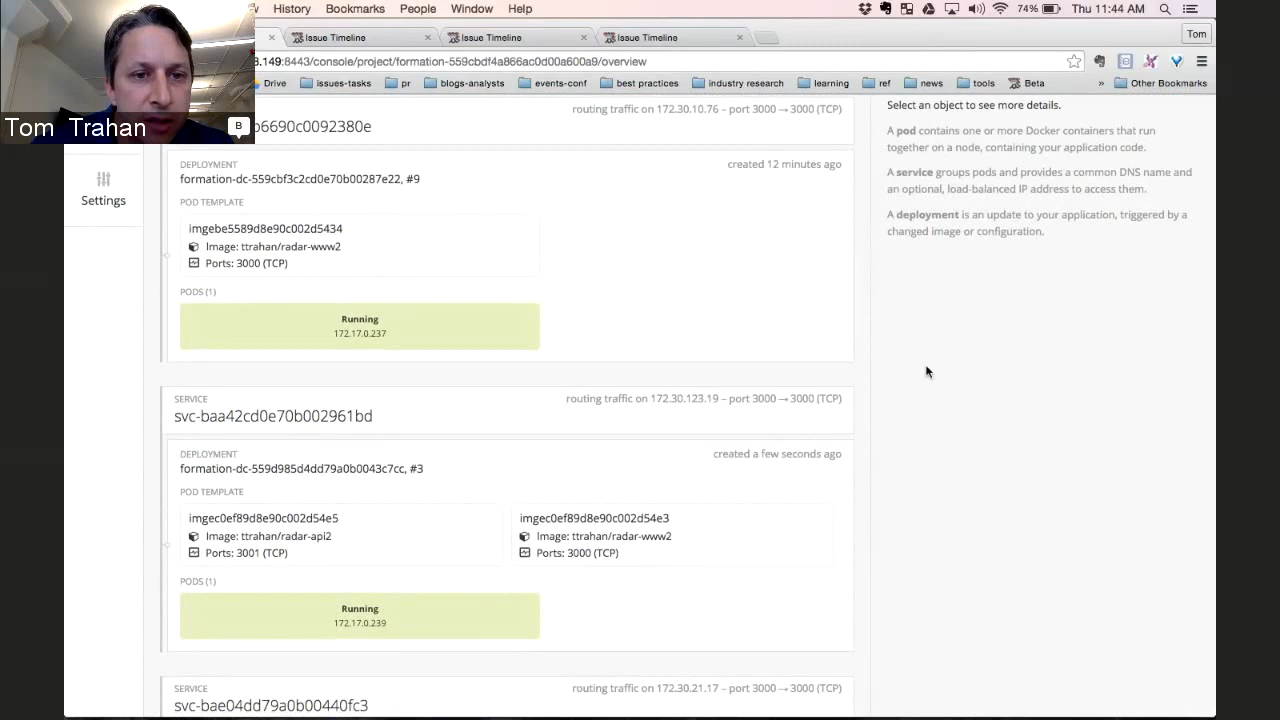 History Bookmarks People Window Help 74% Thu 11:44 AM
Issue Timeline Issue Timeline Issue Timeline Tom
3.149:8443/console/project/formation-559cbdf4a866ac0d00a600a9/overview
Drive issues-tasks pr blogs-analysts events-conf best practices industry research learning ref news tools Beta » Other Bookmarks
Tom Trahan
B
Settings
routing traffic on 172.30.10.76 – port 3000 → 3000 (TCP)
b6690c0092380e
DEPLOYMENT created 12 minutes ago
formation-dc-559cbf3c2cd0e70b00287e22, #9
POD TEMPLATE
imgebe5589d8e90c002d5434
Image: ttrahan/radar-www2
Ports: 3000 (TCP)
PODS (1)
Running
172.17.0.237
SERVICE routing traffic on 172.30.123.19 – port 3000 → 3000 (TCP)
svc-baa42cd0e70b002961bd
DEPLOYMENT created a few seconds ago
formation-dc-559d985d4dd79a0b0043c7cc, #3
POD TEMPLATE
imgec0ef89d8e90c002d54e5 imgec0ef89d8e90c002d54e3
Image: ttrahan/radar-api2 Image: ttrahan/radar-www2
Ports: 3001 (TCP) Ports: 3000 (TCP)
PODS (1)
Running
172.17.0.239
SERVICE routing traffic on 172.30.21.17 – port 3000 → 3000 (TCP)
svc-bae04dd79a0b00440fc3
Select an object to see more details.
A pod contains one or more Docker containers that run
together on a node, containing your application code.
A service groups pods and provides a common DNS name and
an optional, load-balanced IP address to access them.
A deployment is an update to your application, triggered by a
changed image or configuration.